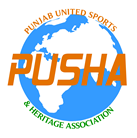 PUNJAB UNITED SPORTS
PUSHA
& HERITAGE ASSOCIATION